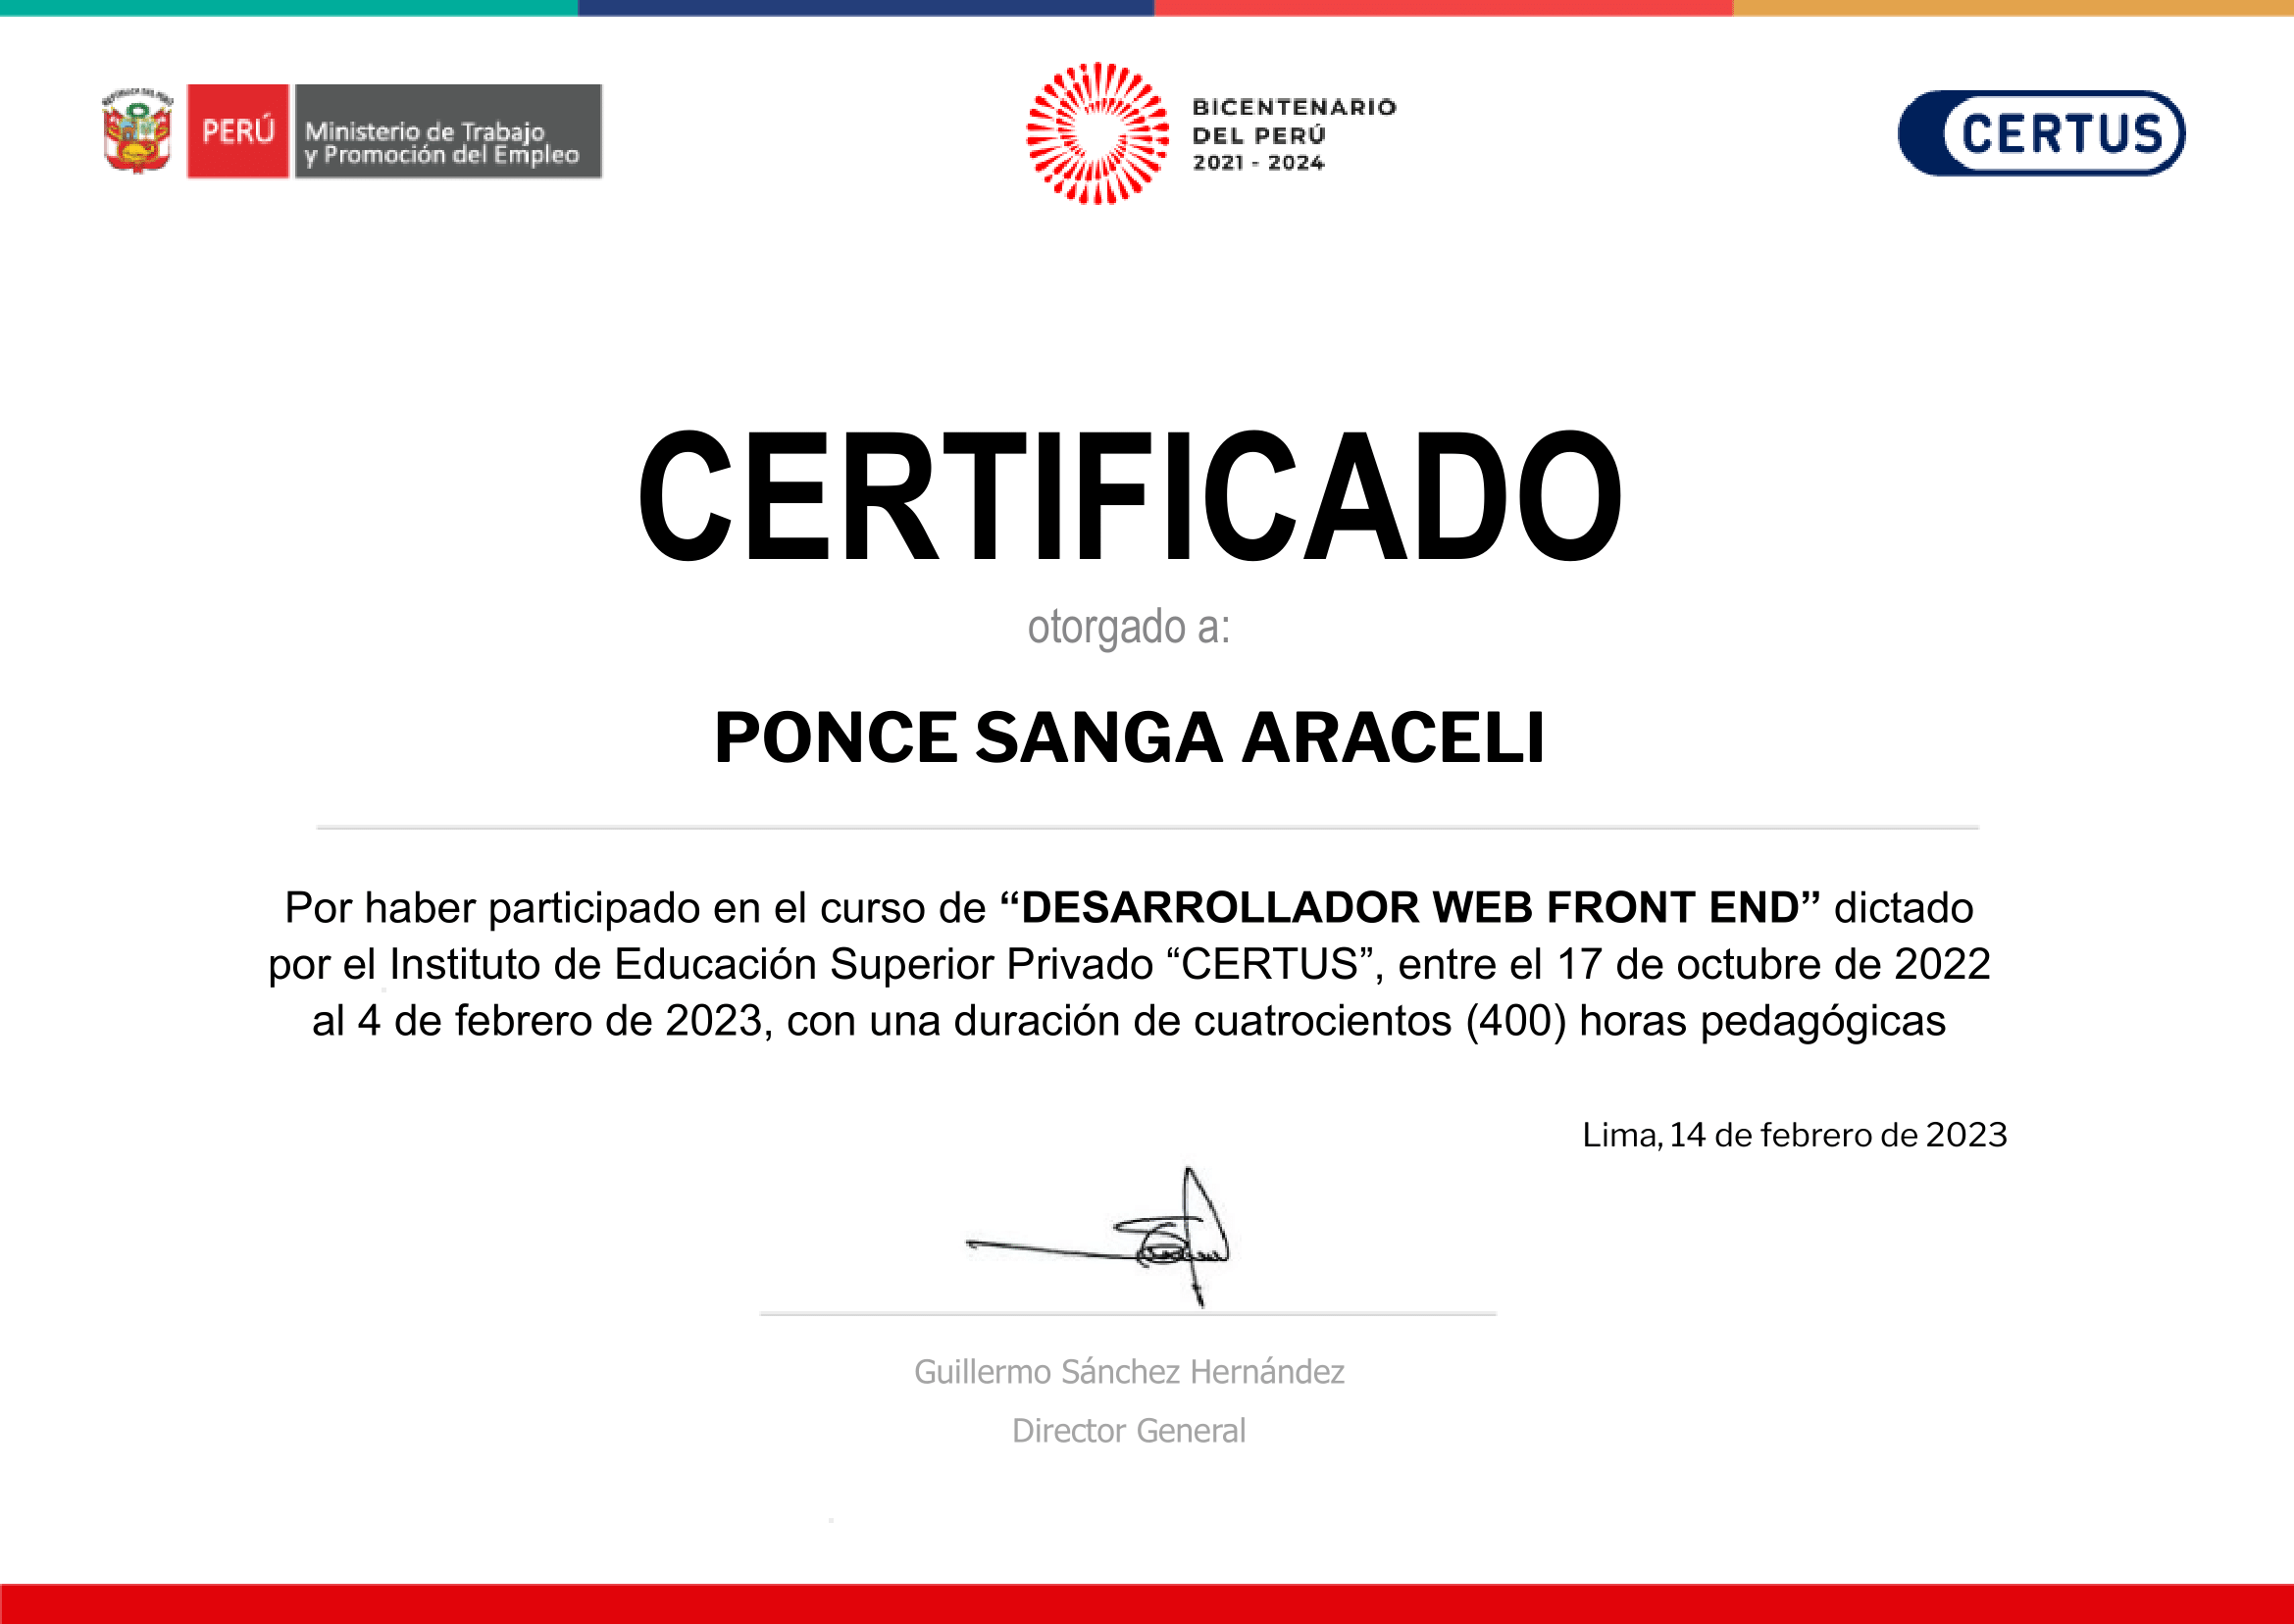 REPÚBLICA DEL PERÚ
PERÚ
Ministerio de Trabajo
y Promoción del Empleo
BICENTENARIO
DEL PERÚ
2021 - 2024
CERTUS
CERTIFICADO
otorgado a:
PONCE SANGA ARACELI
Por haber participado en el curso de “DESARROLLADOR WEB FRONT END” dictado
por el Instituto de Educación Superior Privado “CERTUS”, entre el 17 de octubre de 2022
al 4 de febrero de 2023, con una duración de cuatrocientos (400) horas pedagógicas
Lima, 14 de febrero de 2023
Guillermo Sánchez Hernández
Director General